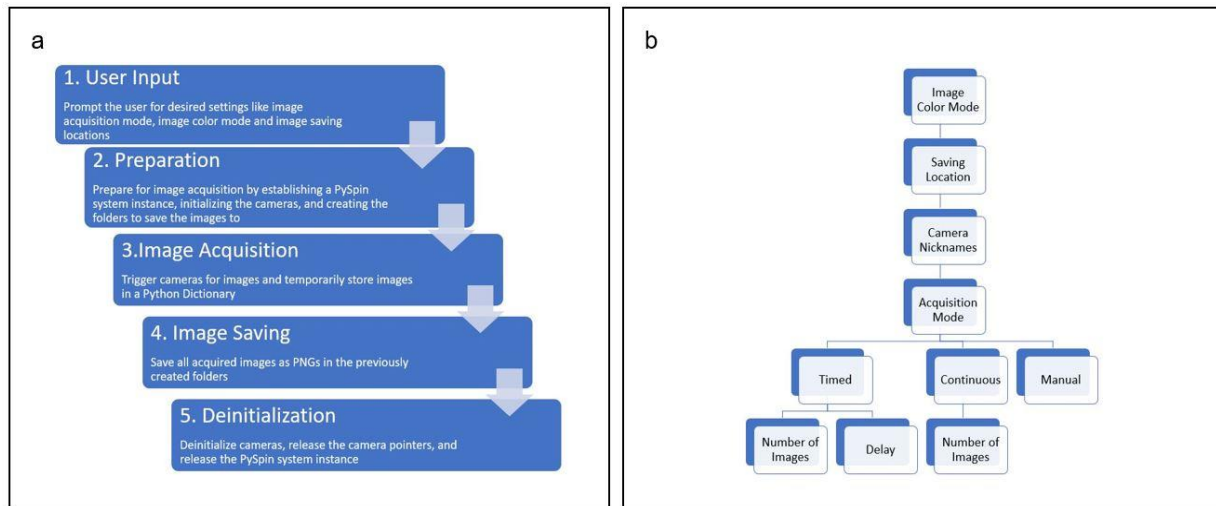 a
1. User Input
Prompt the user for desired settings like image
acquisition mode, image color mode and image saving
locations
2. Preparation
Prepare for image acquisition by establishing a PySpin
system instance, initializing the cameras, and creating the
folders to save the images to
3.Image Acquisition
Trigger cameras for images and temporarily store images
in a Python Dictionary
4. Image Saving
Save all acquired images as PNGs in the previously
created folders
5. Deinitialization
Deinitialize cameras, release the camera pointers, and
release the PySpin system instance
b
Image
Color Mode
Saving
Location
Camera
Nicknames
Acquisition
Mode
Timed
Continuous
Manual
Number of
Images
Delay
Number of
Images